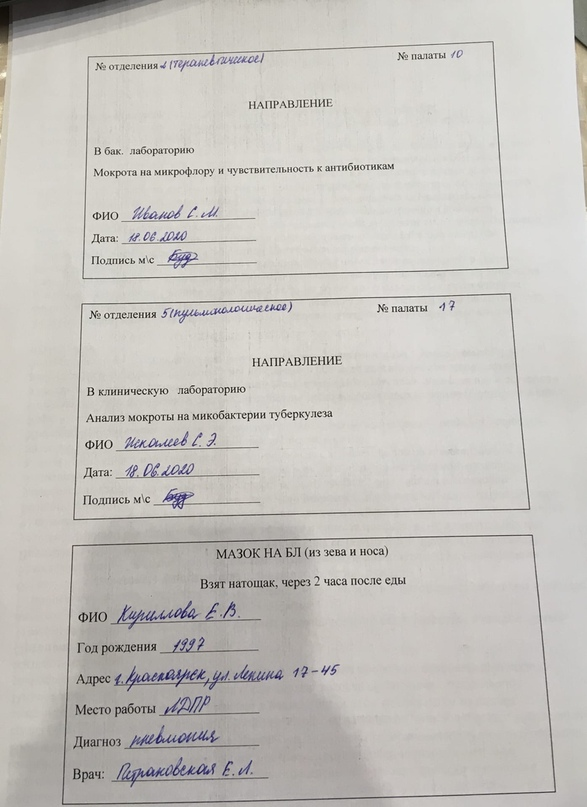 № отделения 1 (терапевтическое) № палаты 10
НАПРАВЛЕНИЕ
В бак. лабораторию
Мокрота на микрофлору и чувствительность к антибиотикам
ФИО Иванов С. М.
Дата: 18.06.2020
Подпись м\с
№ отделения 5 (пульмонологическое) № палаты 17
НАПРАВЛЕНИЕ
В клиническую лабораторию
Анализ мокроты на микобактерии туберкулеза
ФИО С. Э.
Дата: 18.06.2020
Подпись м\с
МАЗОК НА БЛ (из зева и носа)
Взят натощак, через 2 часа после еды
ФИО Кириллова Е. В.
Год рождения 1997
Адрес г. Красноярск, ул. Ленина 17-45
Место работы ЛДПР
Диагноз пневмония
Врач: Петрановская Е. Л.